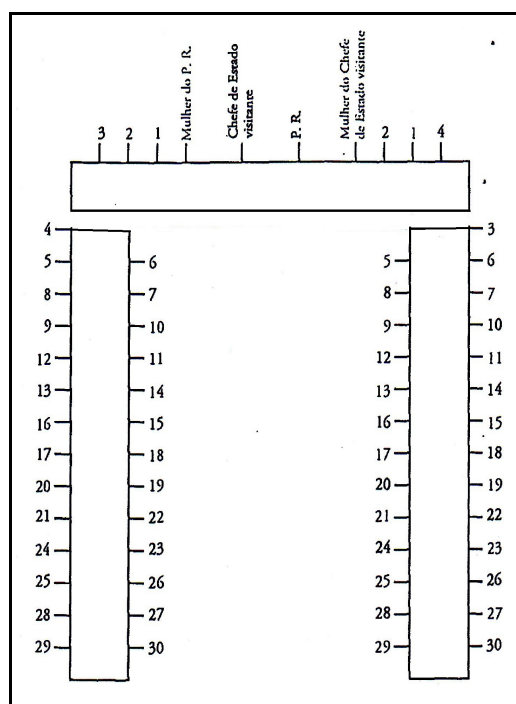 Mulher do P. R.
Chefe de Estado
visitante
P. R.
Mulher do Chefe
de Estado visitante
3 2 1 2 1 4
4 3
5 6 5 6
8 7 8 7
9 10 9 10
12 11 12 11
13 14 13 14
16 15 16 15
17 18 17 18
20 19 20 19
21 22 21 22
24 23 24 23
25 26 25 26
28 27 28 27
29 30 29 30